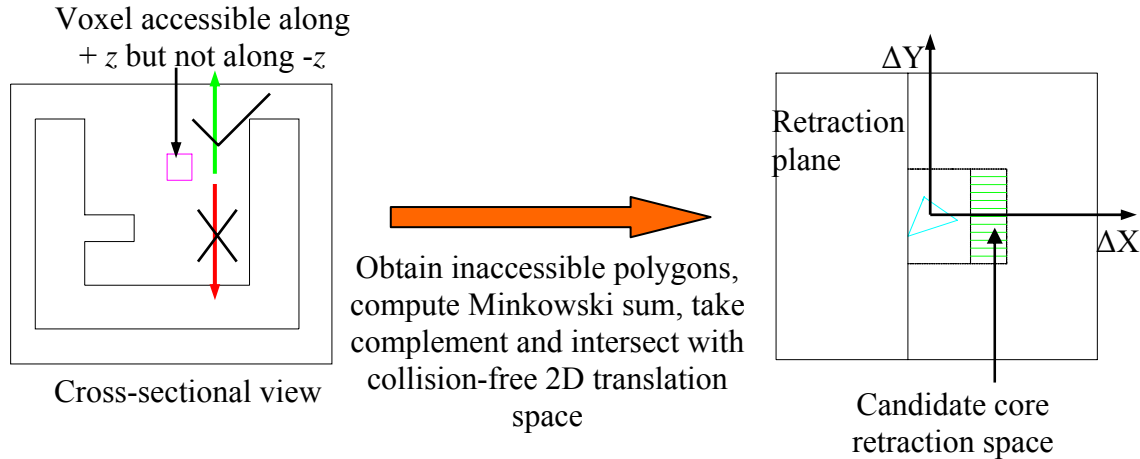 Voxel accessible along
+ z but not along -z
Cross-sectional view
Obtain inaccessible polygons,
compute Minkowski sum, take
complement and intersect with
collision-free 2D translation
space
ΔY
Retraction
plane
ΔX
Candidate core
retraction space